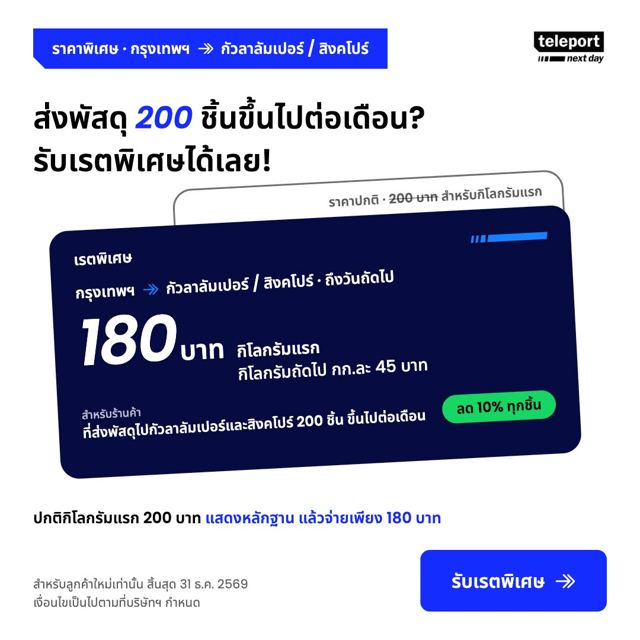 ราคาพิเศษ · กรุงเทพฯ → กัวลาลัมเปอร์ / สิงคโปร์
teleport
next day
ส่งพัสดุ 200 ชิ้นขึ้นไปต่อเดือน?
รับเรตพิเศษได้เลย!
ราคาปกติ · 200 บาท สำหรับกิโลกรัมแรก
เรตพิเศษ
กรุงเทพฯ → กัวลาลัมเปอร์ / สิงคโปร์ · ถึงวันถัดไป
180 บาท กิโลกรัมแรก
กิโลกรัมถัดไป กก.ละ 45 บาท
สำหรับร้านค้า
ที่ส่งพัสดุไปกัวลาลัมเปอร์และสิงคโปร์ 200 ชิ้น ขึ้นไปต่อเดือน
ลด 10% ทุกชิ้น
ปกติกิโลกรัมแรก 200 บาท แสดงหลักฐาน แล้วจ่ายเพียง 180 บาท
สำหรับลูกค้าใหม่เท่านั้น สิ้นสุด 31 ธ.ค. 2569
เงื่อนไขเป็นไปตามที่บริษัทฯ กำหนด
รับเรตพิเศษ →